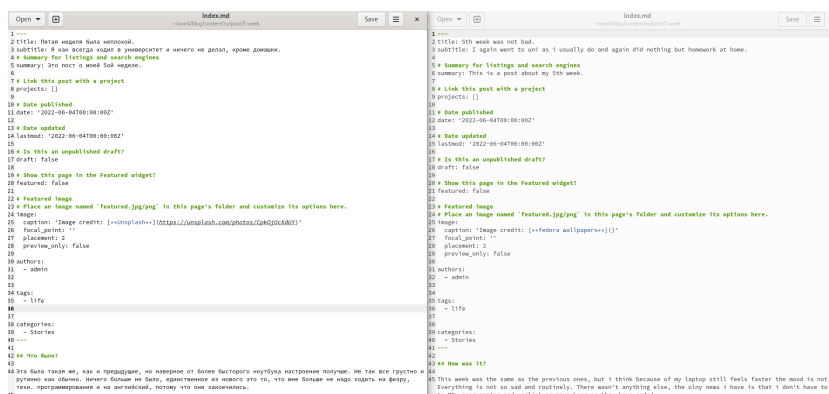 Open
index.md
~/work/blog/content/ru/post/5 week
Save
1 ---
2 title: Пятая неделя была неплохой.
3 subtitle: Я как всегда ходил в университет и ничего не делал, кроме домашки.
4 # Summary for listings and search engines
5 summary: Это пост о моей 5ой неделе.
6
7 # Link this post with a project
8 projects: []
9
10 # Date published
11 date: '2022-06-04T00:00:00Z'
12
13 # Date updated
14 lastmod: '2022-06-04T00:00:00Z'
15
16 # Is this an unpublished draft?
17 draft: false
18
19 # Show this page in the Featured widget?
20 featured: false
21
22 # Featured image
23 # Place an image named `featured.jpg/png` in this page's folder and customize its options here.
24 image:
25 caption: 'Image credit: [**Unsplash**](https://unsplash.com/photos/CpkOjOcXdUY)'
26 focal_point: ''
27 placement: 2
28 preview_only: false
29
30 authors:
31 - admin
32
33
34 tags:
35 - life
36
37
38 categories:
39 - Stories
40 ---
41
42 ## Что было?
43
44 Эта была такая же, как и предыдущие, но наверное от более бысторого ноутбука настроение получше. Не так все грустно и
рутинно как обычно. Ничего больше не было, единственное из нового это то, что мне больше не надо ходить на физру,
техн. программирования и на английский, потому что они закончились.
Open
index.md
~/work/blog/content/en/post/5 week
Save
1 ---
2 title: 5th week was not bad.
3 subtitle: I again went to uni as i usually do and again did nothing but homework at home.
4
5 # Summary for listings and search engines
6 summary: This is a post about my 5th week.
7
8 # Link this post with a project
9 projects: []
10
11 # Date published
12 date: '2022-06-04T00:00:00Z'
13
14 # Date updated
15 lastmod: '2022-06-04T00:00:00Z'
16
17 # Is this an unpublished draft?
18 draft: false
19
20 # Show this page in the Featured widget?
21 featured: false
22
23 # Featured image
24 # Place an image named `featured.jpg/png` in this page's folder and customize its options here.
25 image:
26 caption: 'Image credit: [**fedora wallpapers**]()'
27 focal_point: ''
28 placement: 2
29 preview_only: false
30
31 authors:
32 - admin
33
34
35 tags:
36 - life
37
38
39 categories:
40 - Stories
41 ---
42
43 ## How was it?
44
45 This week was the same as the previous ones, but i think because of my laptop still feels faster the mood is not
Everything is not so sad and routinely. There wasn't anything else, the olny news i have is that i don't have to